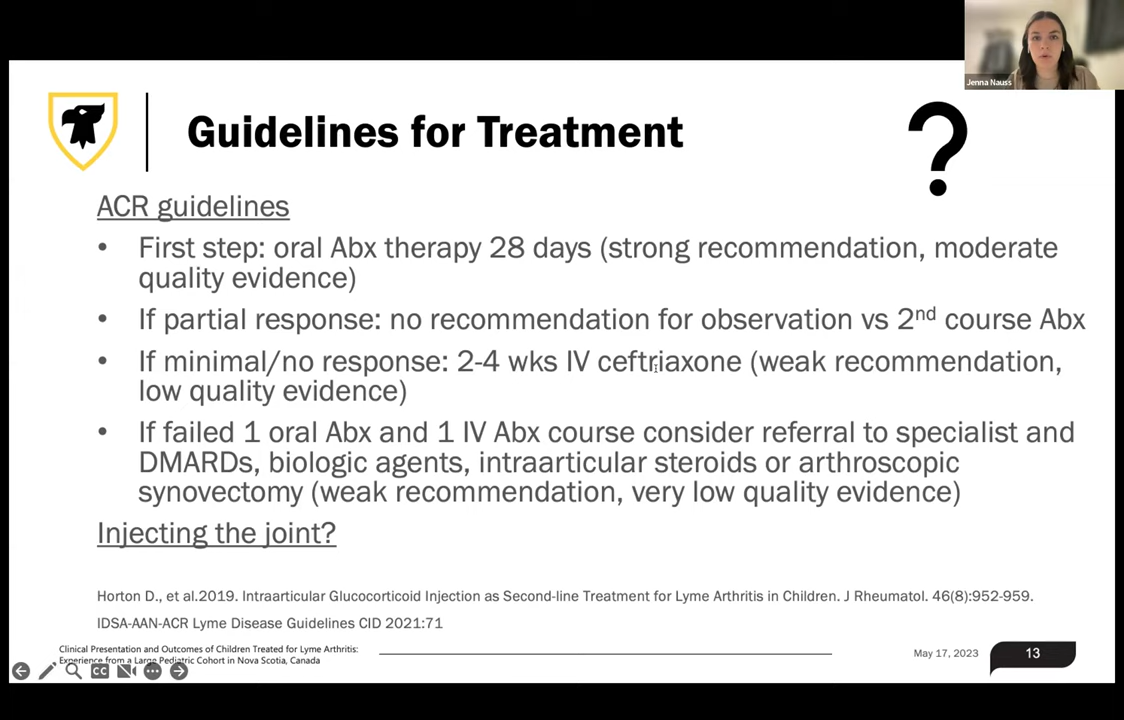 Jenna Nauss
Guidelines for Treatment
?
ACR guidelines
• First step: oral Abx therapy 28 days (strong recommendation, moderate
quality evidence)
• If partial response: no recommendation for observation vs 2nd course Abx
• If minimal/no response: 2-4 wks IV ceftriaxone (weak recommendation,
low quality evidence)
• If failed 1 oral Abx and 1 IV Abx course consider referral to specialist and
DMARDs, biologic agents, intraarticular steroids or arthroscopic
synovectomy (weak recommendation, very low quality evidence)
Injecting the joint?
Horton D., et al.2019. Intraarticular Glucocorticoid Injection as Second-line Treatment for Lyme Arthritis in Children. J Rheumatol. 46(8):952-959.
IDSA-AAN-ACR Lyme Disease Guidelines CID 2021:71
Clinical Presentation and Outcomes of Children Treated for Lyme Arthritis:
Experience from a Large Pediatric Cohort in Nova Scotia, Canada
May 17, 2023
13
CC